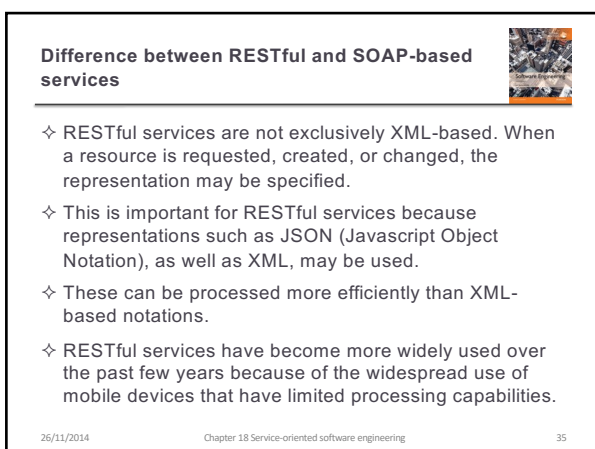 Difference between RESTful and SOAP-based
services
Software Engineering
✧ RESTful services are not exclusively XML-based. When
a resource is requested, created, or changed, the
representation may be specified.
✧ This is important for RESTful services because
representations such as JSON (Javascript Object
Notation), as well as XML, may be used.
✧ These can be processed more efficiently than XML-
based notations.
✧ RESTful services have become more widely used over
the past few years because of the widespread use of
mobile devices that have limited processing capabilities.
26/11/2014 Chapter 18 Service-oriented software engineering 35